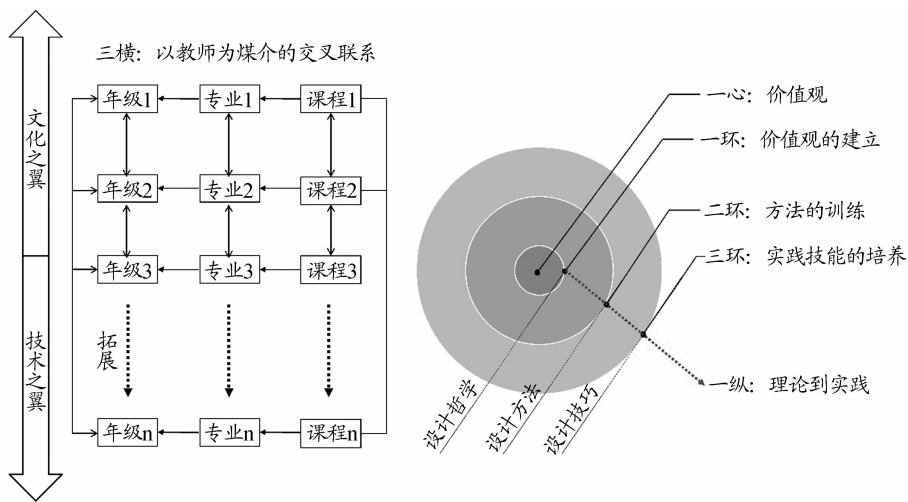 三横：以教师为媒介的交叉联系
文化之翼
技术之翼
年级1 专业1 课程1
年级2 专业2 课程2
年级3 专业3 课程3
拓展
年级n 专业n 课程n
一心：价值观
一环：价值观的建立
二环：方法的训练
三环：实践技能的培养
一纵：理论到实践
设计哲学
设计方法
设计技巧